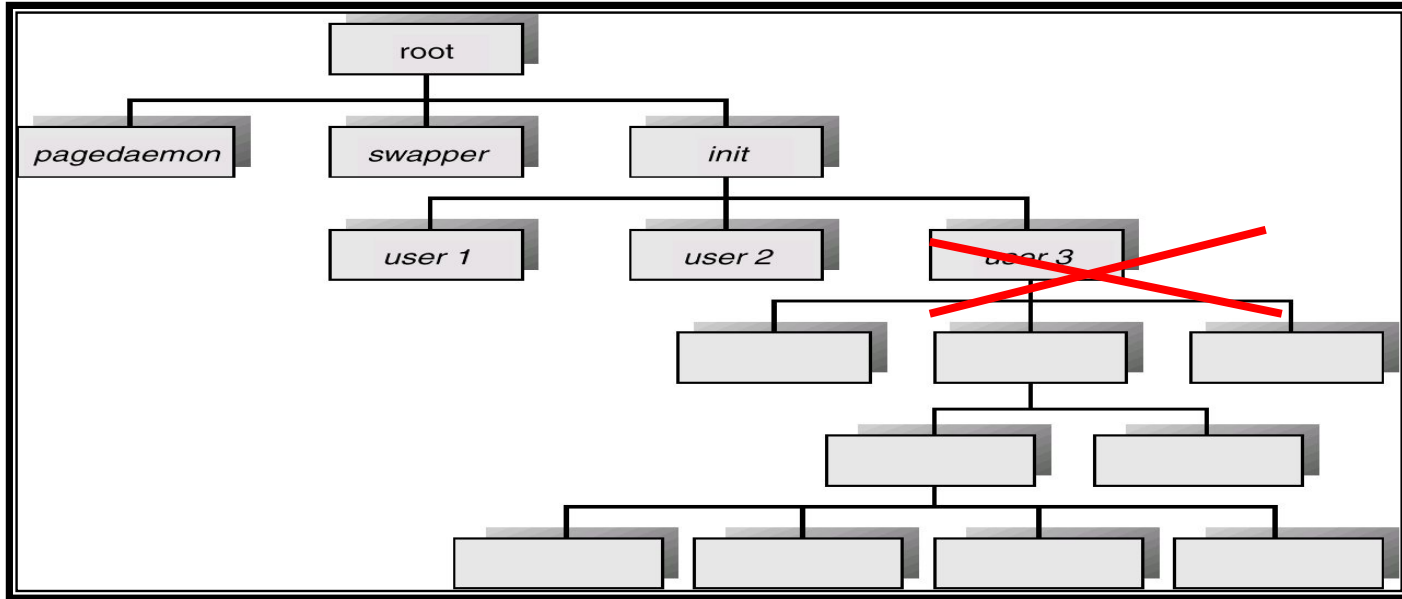 root
pagedaemon
swapper
init
user 1
user 2
user 3